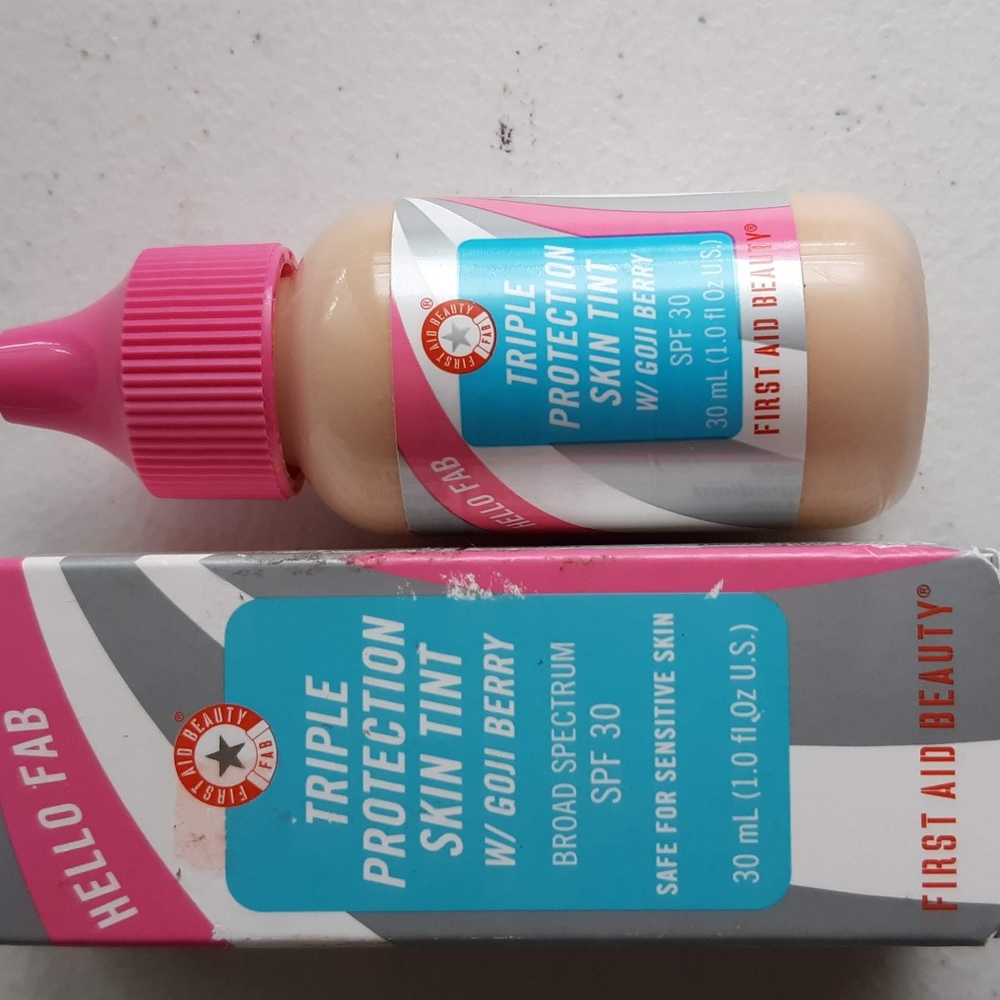 FIRST AID BEAUTY®
FAB
TRIPLE
PROTECTION
SKIN TINT
W/ GOJI BERRY
SPF 30
30 mL (1.0 fl Oz U.S.)
FIRST AID BEAUTY®
HELLO FAB
HELLO FAB
FIRST AID BEAUTY®
FAB
TRIPLE
PROTECTION
SKIN TINT
W/ GOJI BERRY
BROAD SPECTRUM
SPF 30
SAFE FOR SENSITIVE SKIN
30 mL (1.0 fl Oz U.S.)
FIRST AID BEAUTY®